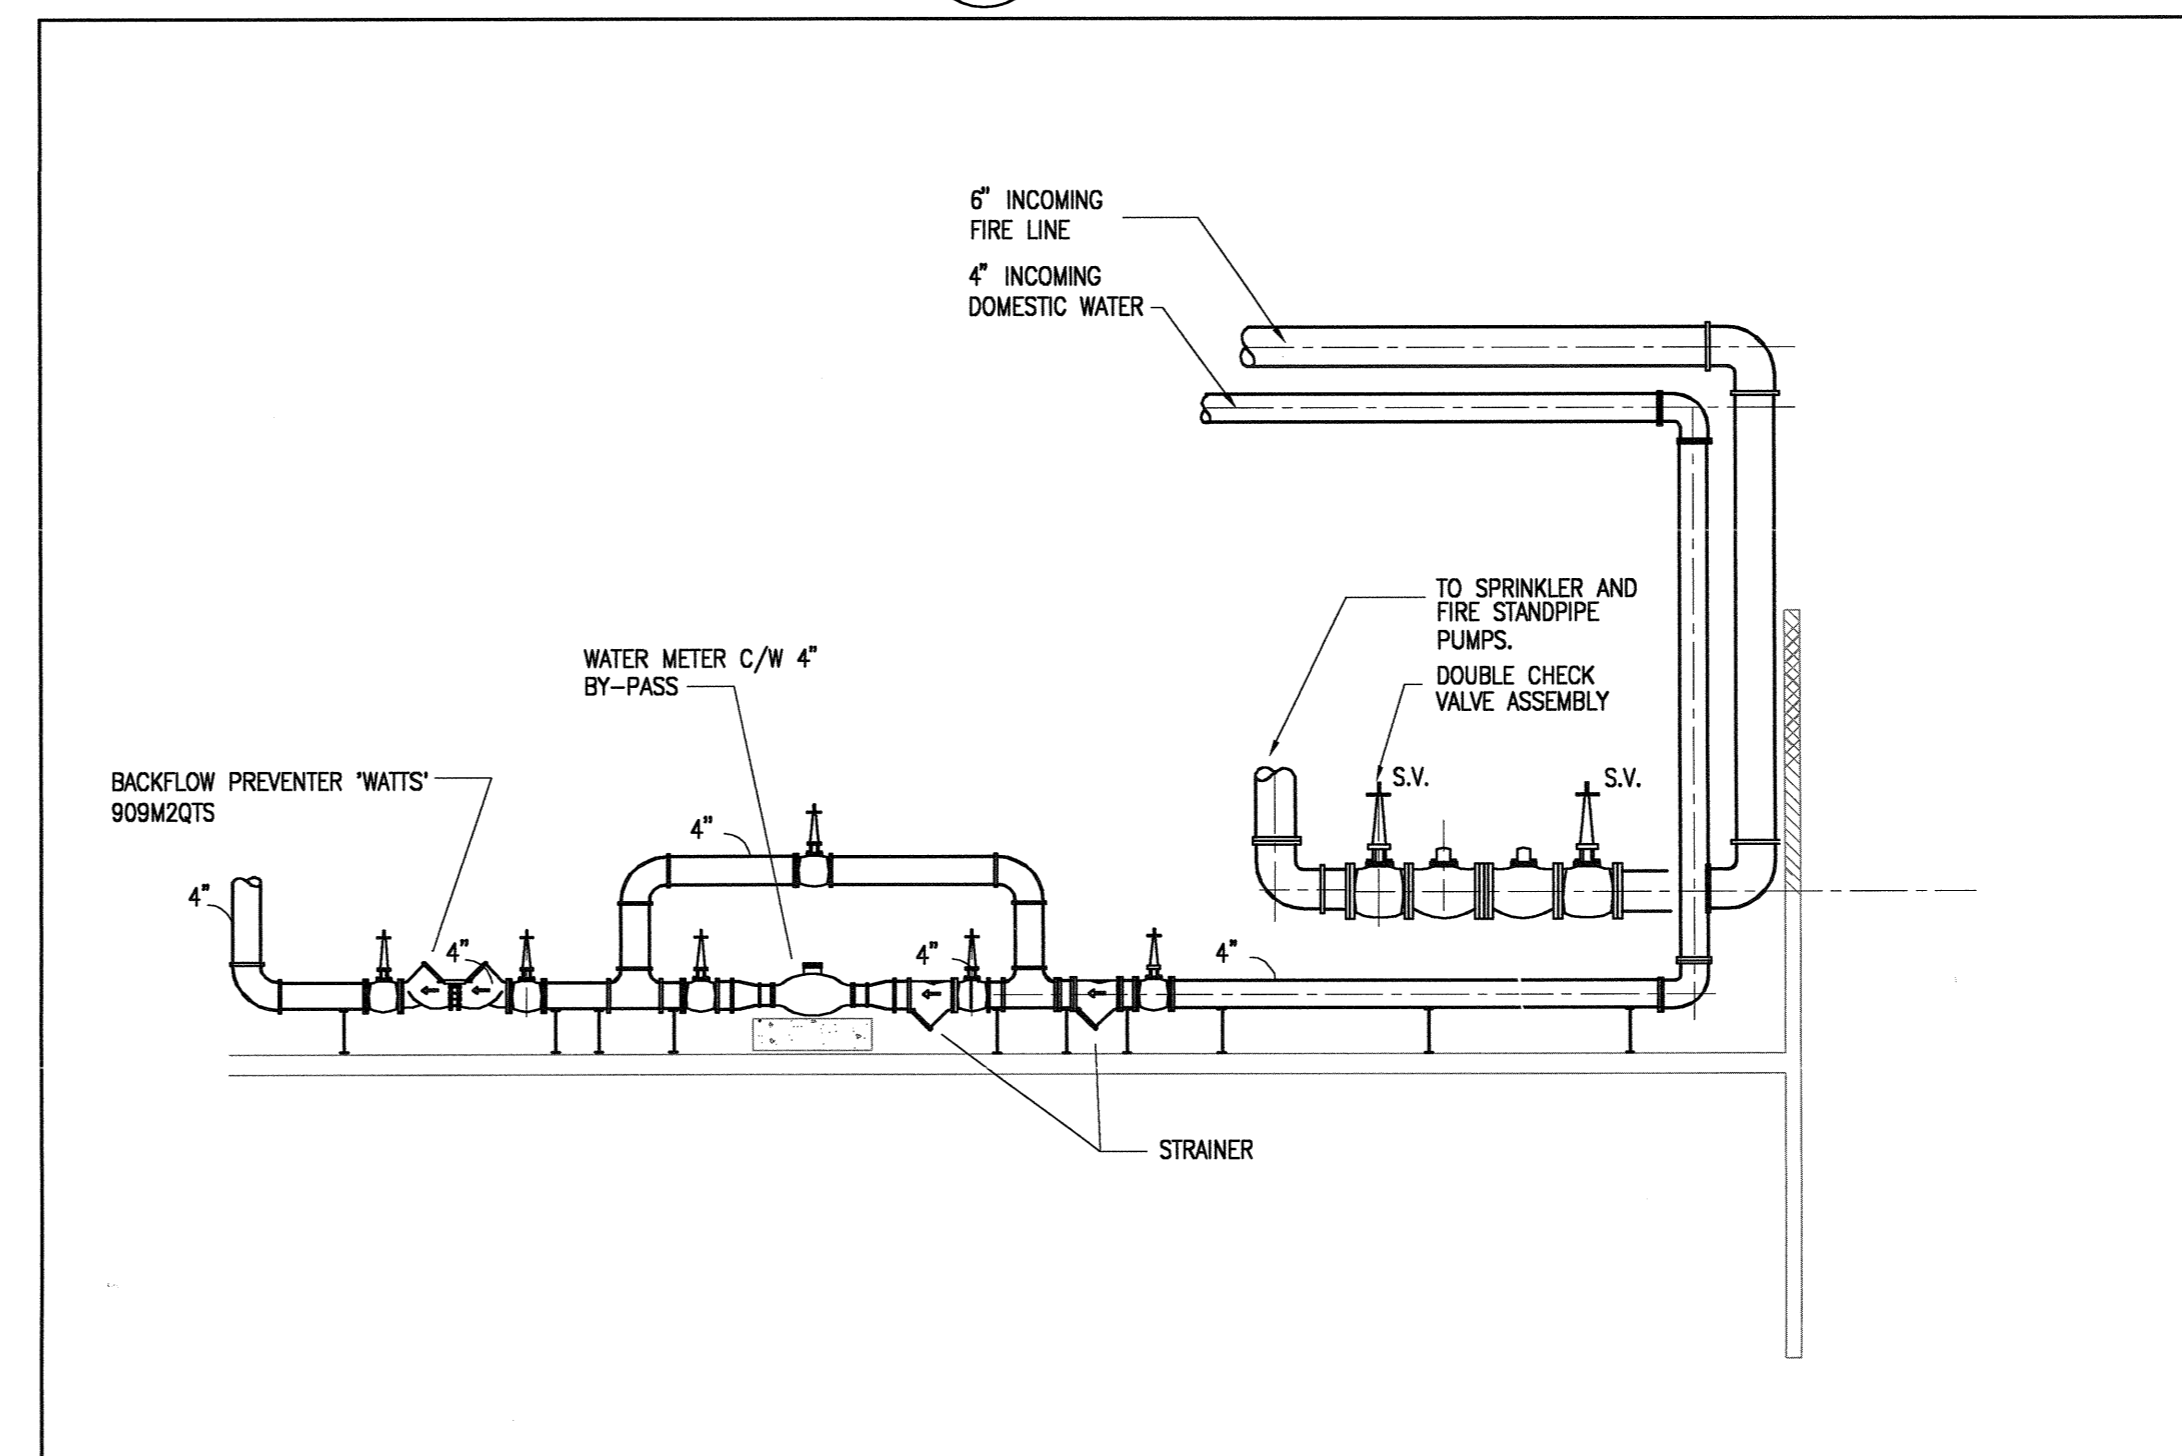 6" INCOMING
FIRE LINE
4" INCOMING
DOMESTIC WATER
TO SPRINKLER AND
FIRE STANDPIPE
PUMPS.
DOUBLE CHECK
VALVE ASSEMBLY
S.V.
S.V.
WATER METER C/W 4"
BY-PASS
BACKFLOW PREVENTER 'WATTS'
909M2QTS
4"
4"
4"
4"
4"
STRAINER